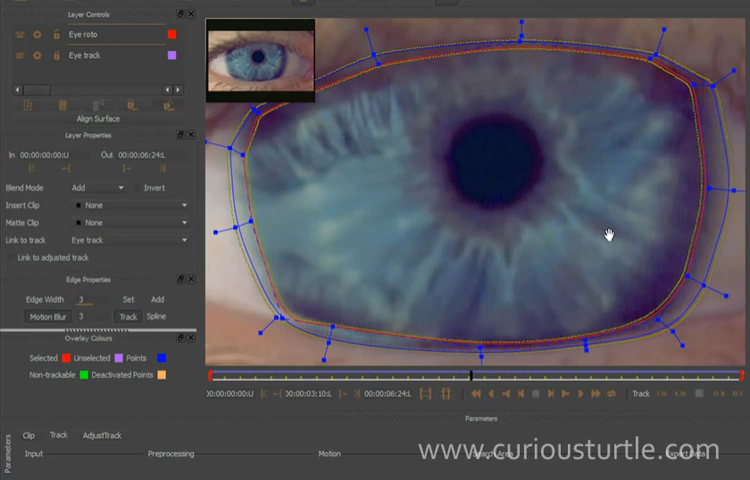 Layer Controls
Eye roto
Eye track
Align Surface
Layer Properties
In 00:00:00:00:U Out 00:00:06:24:L
Blend Mode Add Invert
Insert Clip None
Matte Clip None
Link to track Eye track
Link to adjusted track
Edge Properties
Edge Width 3 Set Add
Motion Blur 3 Track Spline
Overlay Colours
Selected Unselected Points
Non-trackable Deactivated Points
00:00:03:10:L 00:00:06:24:L Track
Parameters
Clip Track AdjustTrack
Parameters
Input Preprocessing Motion Search Area Export Data
www.curiousturtle.com